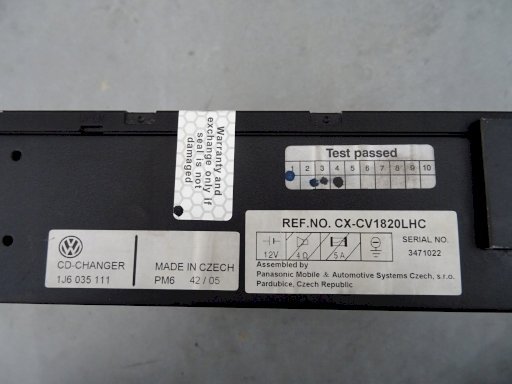 Warranty and
exchange only if
seal is not
damaged
Test passed
1 2 3 4 5 6 7 8 9 10
REF.NO. CX-CV1820LHC
12V 4Ω 5A
SERIAL NO.
3471022
Assembled by
Panasonic Mobile & Automotive Systems Czech, s.r.o.
Pardubice, Czech Republic
CD-CHANGER MADE IN CZECH
1J6 035 111 PM6 42/05